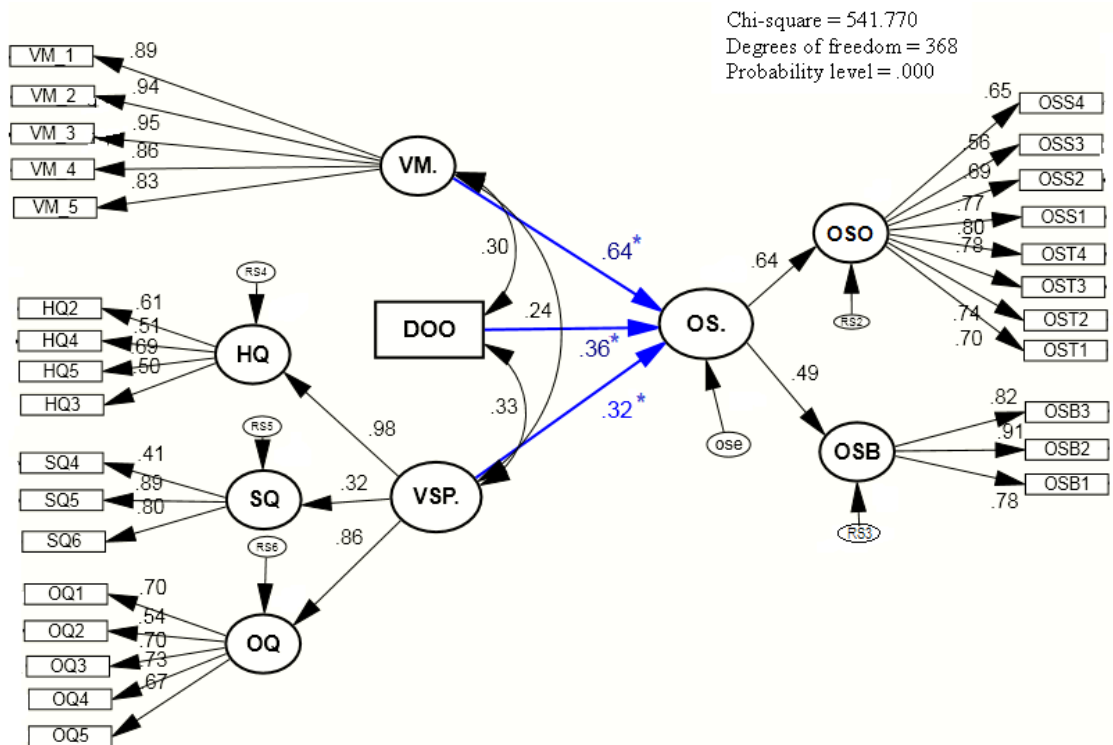 Chi-square = 541.770
Degrees of freedom = 368
Probability level = .000
VM_1
VM_2
VM_3
VM_4
VM_5
.89
.94
.95
.86
.83
VM.
.30
.24
.33
.64*
.36*
.32*
DOO
OS.
ose
.64
.49
OSO
RS2
.65
.56
.69
.77
.80
.78
.74
.70
OSS4
OSS3
OSS2
OSS1
OST4
OST3
OST2
OST1
OSB
RS3
.82
.91
.78
OSB3
OSB2
OSB1
RS4
HQ
.61
.51
.69
.50
HQ2
HQ4
HQ5
HQ3
.98
RS5
SQ
.41
.89
.80
SQ4
SQ5
SQ6
.32
VSP.
.86
RS6
OQ
.70
.54
.70
.73
.67
OQ1
OQ2
OQ3
OQ4
OQ5